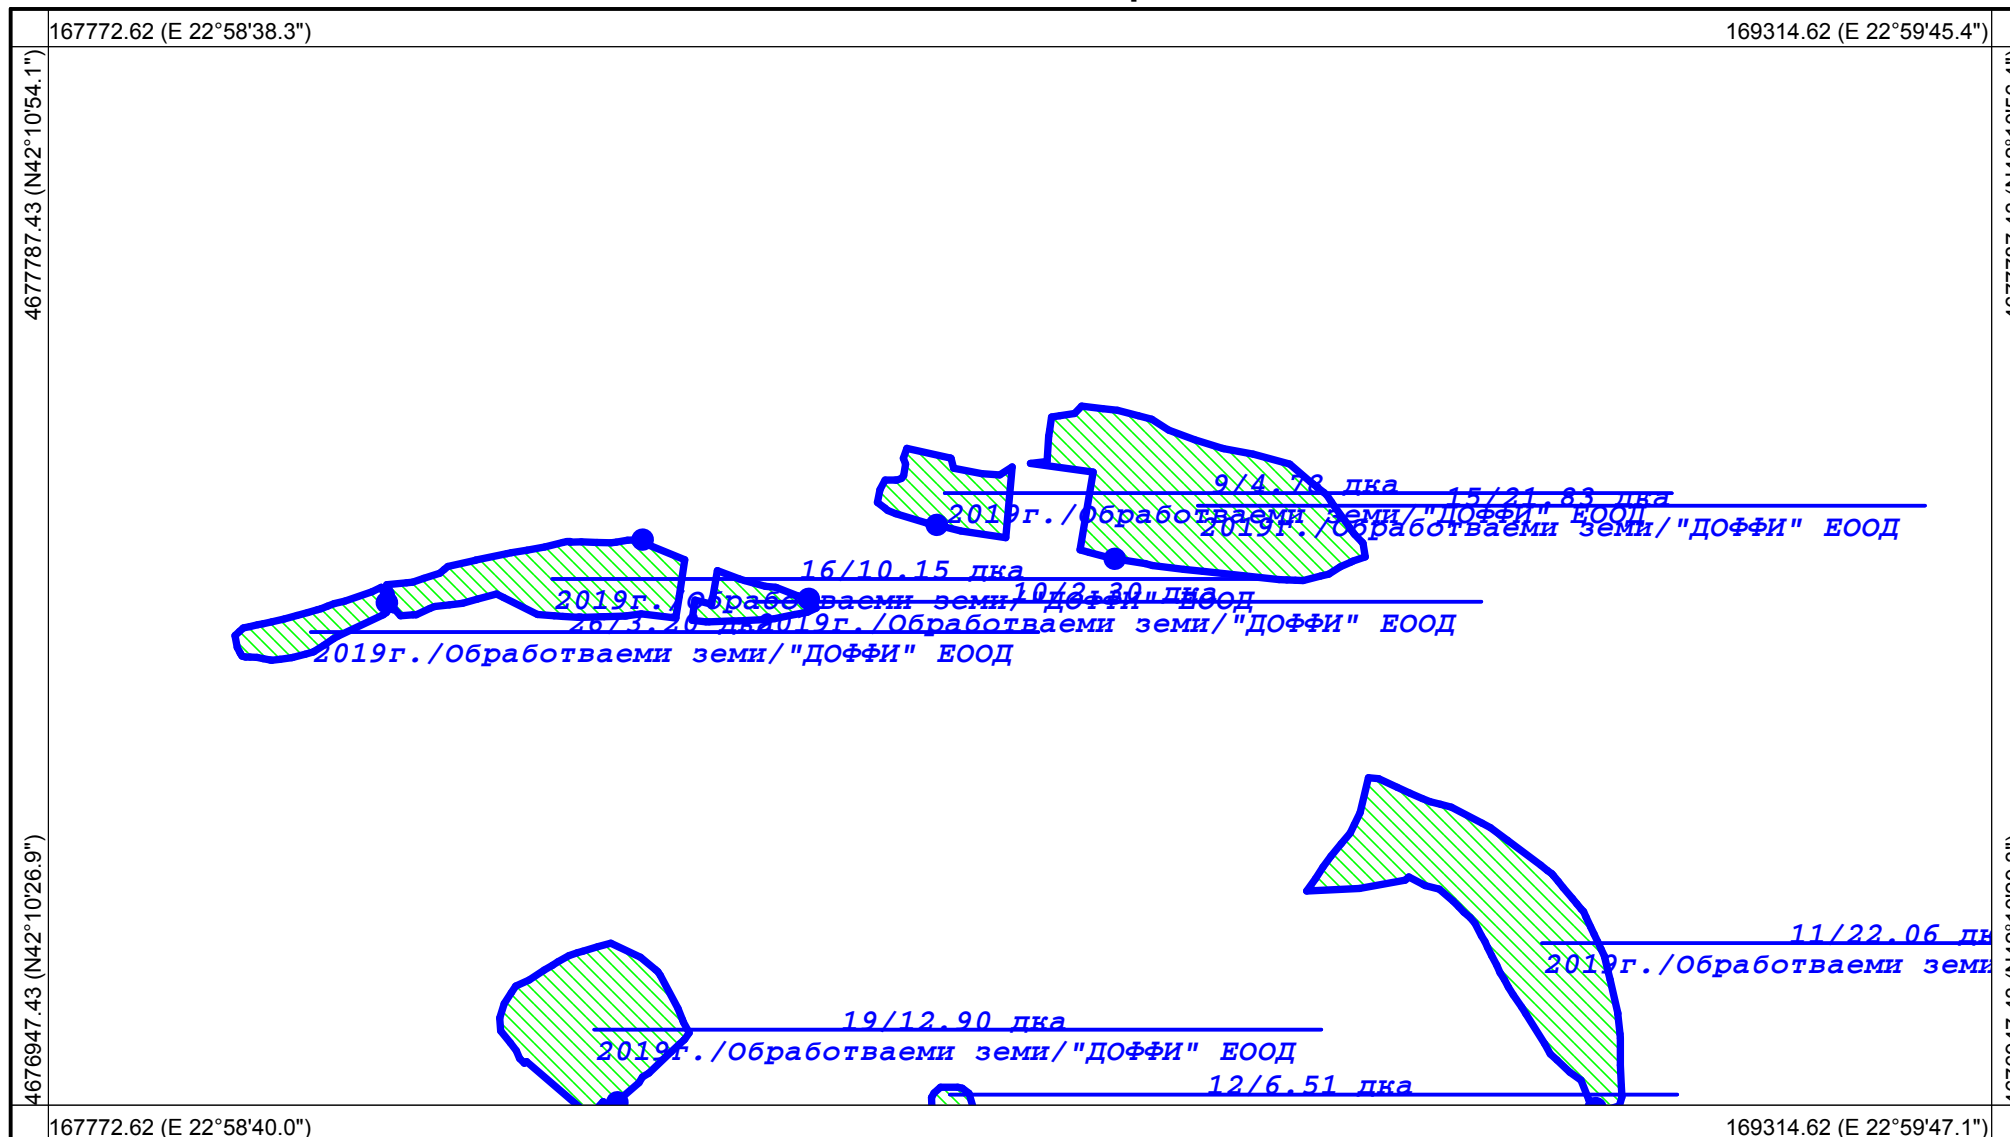 167772.62 (E 22°58'38.3")
169314.62 (E 22°59'45.4")
4677787.43 (N42°10'54.1")
9/4.78 дка
15/21.83 дка
2019г./Обработваеми земи/"ДОФФИ" ЕООД
2019г./Обработваеми земи/"ДОФФИ" ЕООД
16/10.15 дка
10/2.30 дка
2019г./Обработваеми земи/"ДОФФИ" ЕООД
26/3.20 дка
2019г./Обработваеми земи/"ДОФФИ" ЕООД
2019г./Обработваеми земи/"ДОФФИ" ЕООД
4676947.43 (N42°10'26.9")
11/22.06
2019г./Обработваеми земи
19/12.90 дка
2019г./Обработваеми земи/"ДОФФИ" ЕООД
12/6.51 дка
167772.62 (E 22°58'40.0")
169314.62 (E 22°59'47.1")